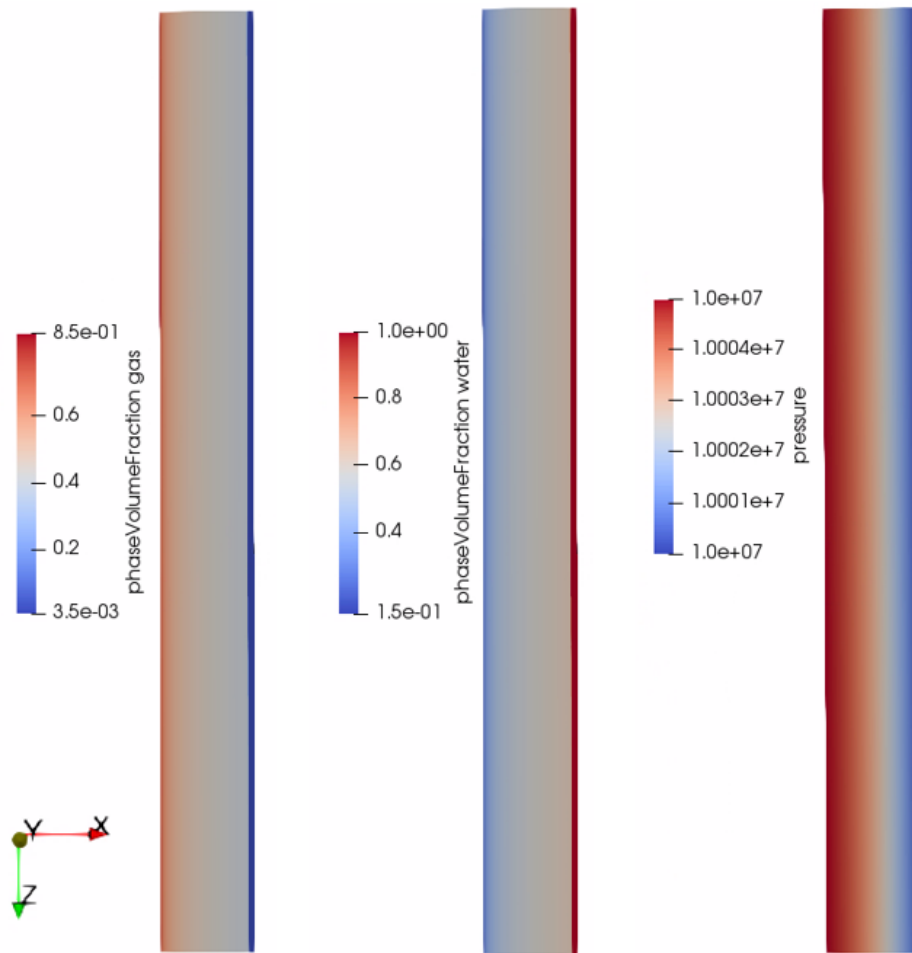 8.5e-01
0.6
0.4
0.2
3.5e-03
phaseVolumeFraction gas
1.0e+00
0.8
0.6
0.4
1.5e-01
phaseVolumeFraction water
1.0e+07
1.0004e+7
1.0003e+7
1.0002e+7
1.0001e+7
1.0e+07
pressure
Y
X
Z